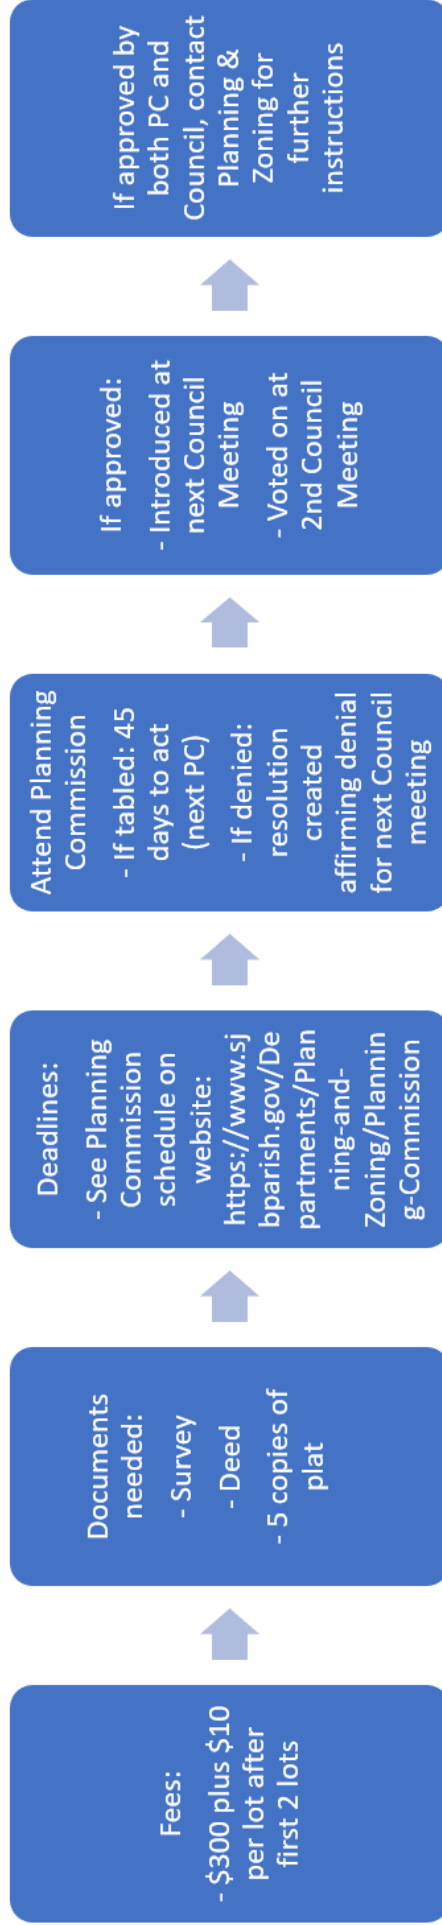 Fees:
- $300 plus $10
per lot after
first 2 lots
Documents
needed:
- Survey
- Deed
- 5 copies of
plat
Deadlines:
- See Planning
Commission
schedule on
website:
https://www.sj
bparish.gov/De
partments/Plan
ning-and-
Zoning/Plannin
g-Commission
Attend Planning
Commission
- If tabled: 45
days to act
(next PC)
- If denied:
resolution
created
affirming denial
for next Council
meeting
If approved:
- Introduced at
next Council
Meeting
- Voted on at
2nd Council
Meeting
If approved by
both PC and
Council, contact
Planning &
Zoning for
further
instructions